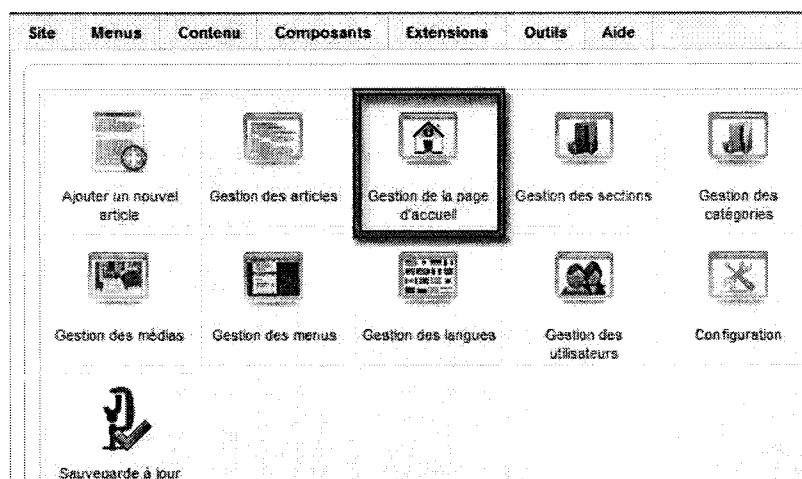 Site Menus Contenu Composants Extensions Outils Aide
Ajouter un nouvel article
Gestion des articles
Gestion de la page d'accueil
Gestion des sections
Gestion des catégories
Gestion des médias
Gestion des menus
Gestion des langues
Gestion des utilisateurs
Configuration
Sauvegarde à jour